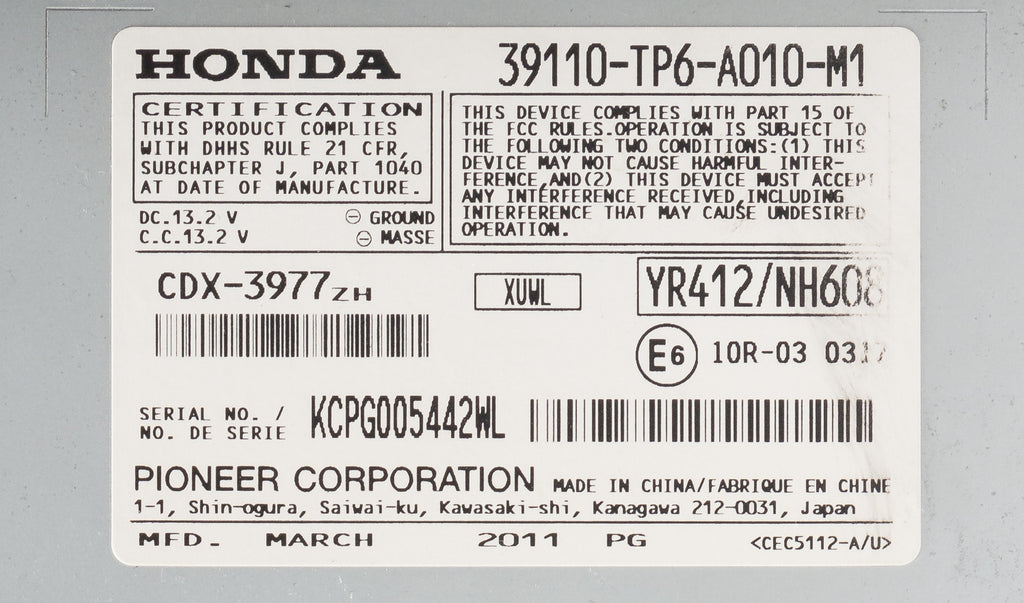 HONDA 39110-TP6-A010-M1
CERTIFICATION
THIS PRODUCT COMPLIES
WITH DHHS RULE 21 CFR,
SUBCHAPTER J, PART 1040
AT DATE OF MANUFACTURE.
THIS DEVICE COMPLIES WITH PART 15 OF
THE FCC RULES.OPERATION IS SUBJECT TO
THE FOLLOWING TWO CONDITIONS:(1) THIS
DEVICE MAY NOT CAUSE HARMFUL INTER-
FERENCE,AND(2) THIS DEVICE MUST ACCEPT
ANY INTERFERENCE RECEIVED,INCLUDING
INTERFERENCE THAT MAY CAUSE UNDESIRED
OPERATION.
DC.13.2 V ⊖ GROUND
C.C.13.2 V ⊖ MASSE
CDX-3977ZH XUWL YR412/NH608
E6 10R-03 0317
SERIAL NO. /
NO. DE SERIE KCPG005442WL
PIONEER CORPORATION MADE IN CHINA/FABRIQUE EN CHINE
1-1, Shin-ogura, Saiwai-ku, Kawasaki-shi, Kanagawa 212-0031, Japan
MFD. MARCH 2011 PG <CEC5112-A/U>